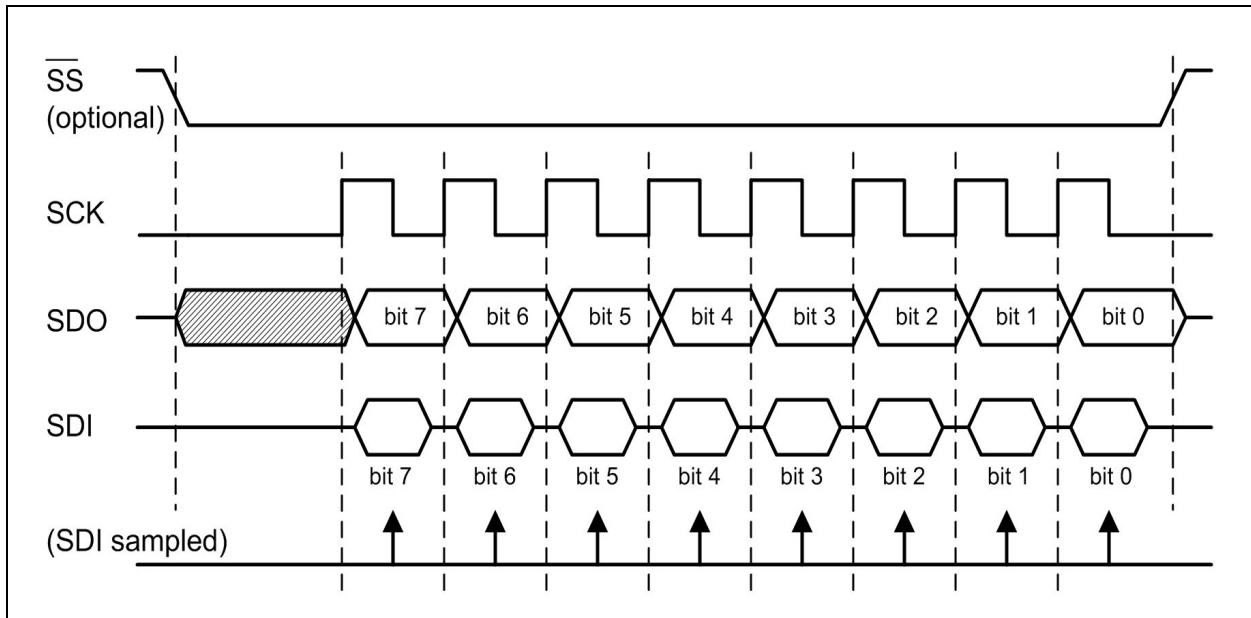 SS
(optional)
SCK
SDO
bit 7 bit 6 bit 5 bit 4 bit 3 bit 2 bit 1 bit 0
SDI
bit 7 bit 6 bit 5 bit 4 bit 3 bit 2 bit 1 bit 0
(SDI sampled)